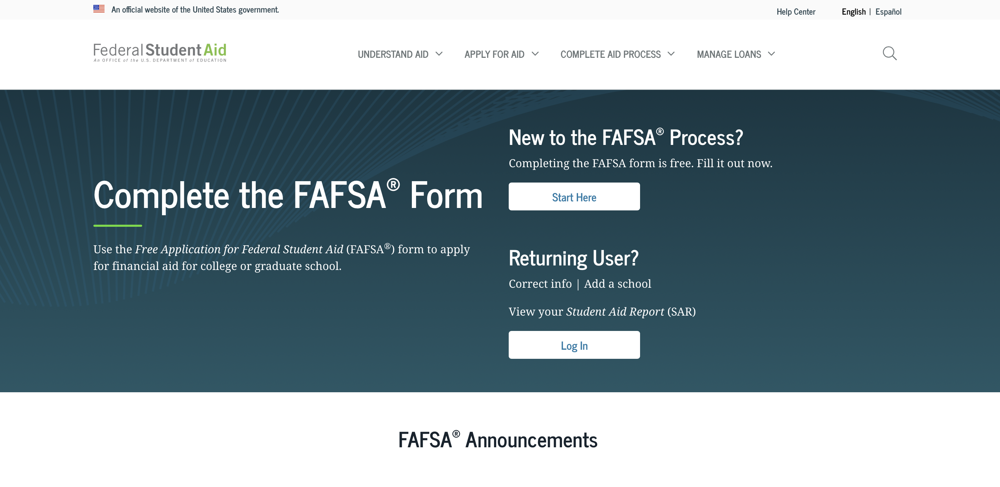 An official website of the United States government.
Help Center
English | Español
Federal Student Aid
An OFFICE of the U.S. DEPARTMENT of EDUCATION
UNDERSTAND AID
APPLY FOR AID
COMPLETE AID PROCESS
MANAGE LOANS
Complete the FAFSA® Form
Use the Free Application for Federal Student Aid (FAFSA®) form to apply
for financial aid for college or graduate school.
New to the FAFSA® Process?
Completing the FAFSA form is free. Fill it out now.
Start Here
Returning User?
Correct info | Add a school
View your Student Aid Report (SAR)
Log In
FAFSA® Announcements